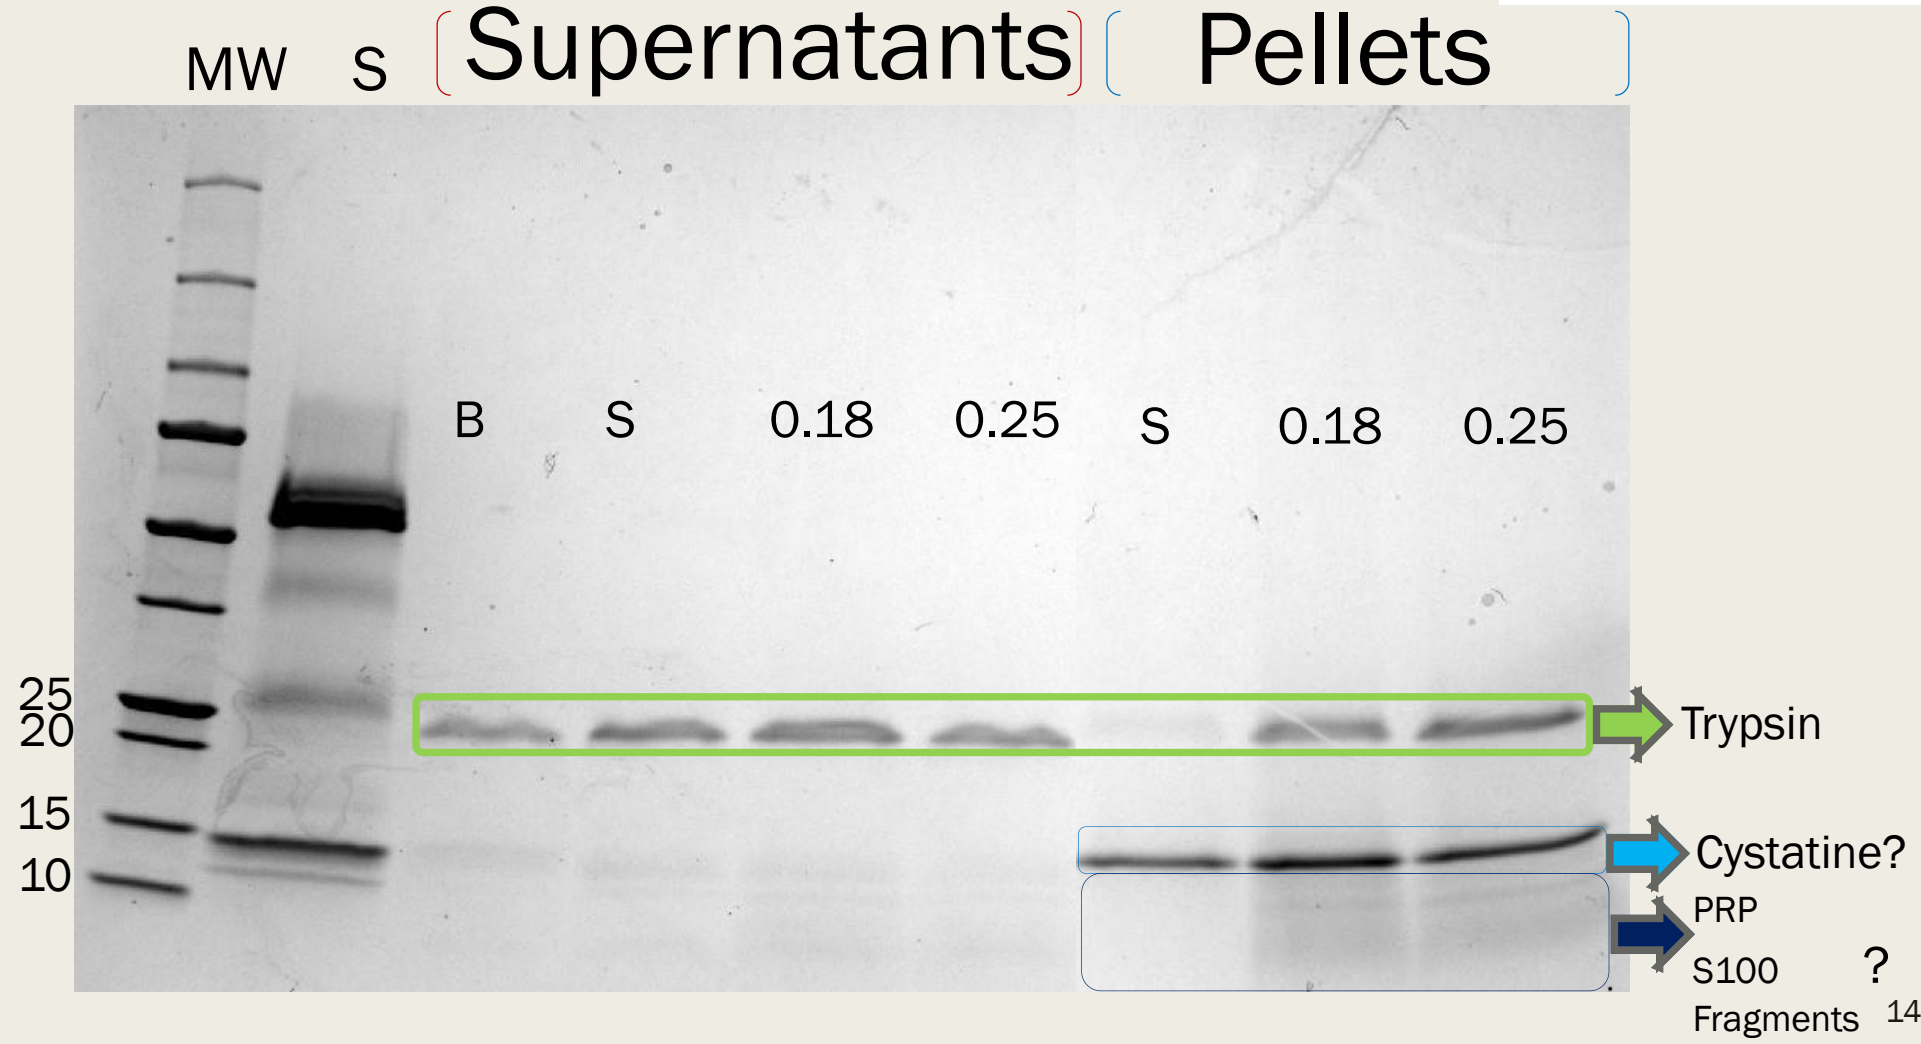 MW S Supernatants Pellets
B S 0.18 0.25 S 0.18 0.25
25
20
Trypsin
15
Cystatine?
10
PRP
S100 ?
Fragments
14